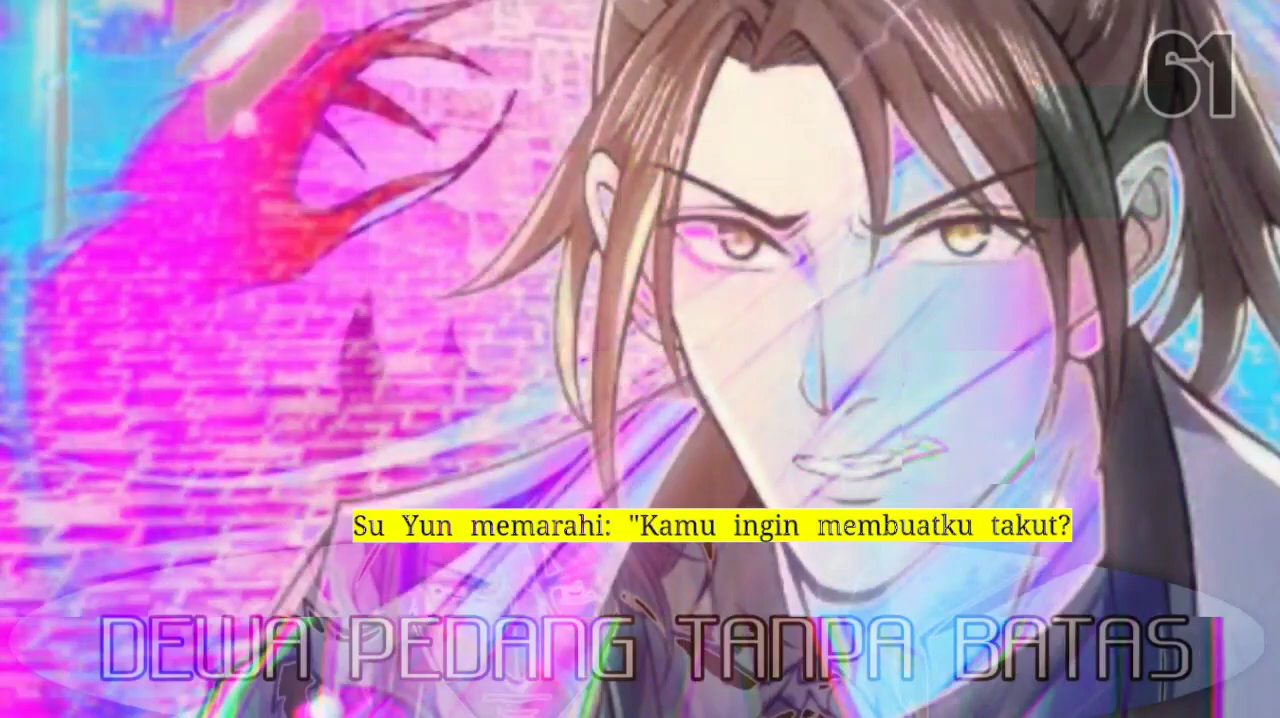 61
Su Yun memarahi: "Kamu ingin membuatku takut?
DEWA PEDANG TANPA BATAS